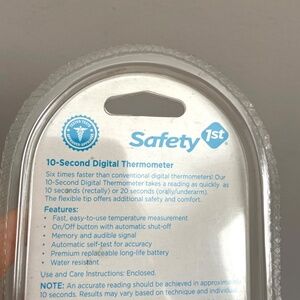 Safety 1st
10-Second Digital Thermometer
Six times faster than conventional digital thermometers! Our
10-Second Digital Thermometer takes a reading as quickly as
10 seconds (rectally) or 20 seconds (orally/underarm).
The flexible tip offers additional safety and comfort.
Features:
• Fast, easy-to-use temperature measurement
• On/Off button with automatic shut-off
• Memory and audible signal
• Automatic self-test for accuracy
• Premium replaceable long-life battery
• Water resistant
Use and Care Instructions: Enclosed.
NOTE: An accurate reading should be achieved in approximately
10 seconds. Results may vary based on technique and individual